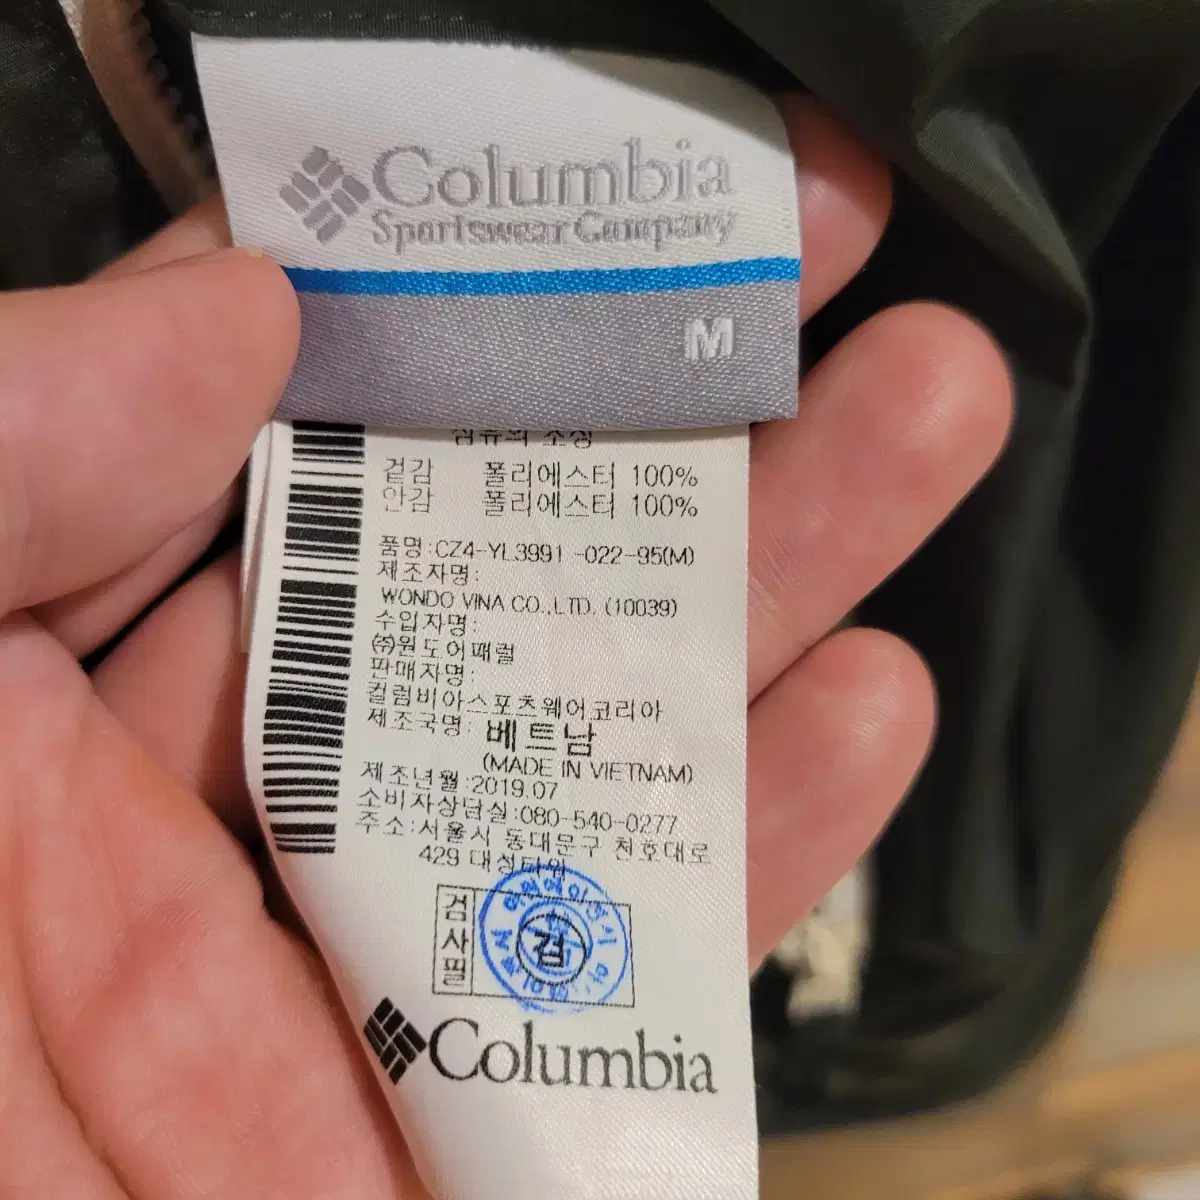 Columbia
Sportswear Company
M
섬유의 조성
겉감 폴리에스터 100%
안감 폴리에스터 100%
품명:CZ4-YL3991 -022-95(M)
제조자명:
WONDO VINA CO.,LTD. (10039)
수입자명:
㈜원도어패럴
판매자명:
컬럼비아스포츠웨어코리아
제조국명: 베트남
(MADE IN VIETNAM)
제조년월:2019.07
소비자상담실:080-540-0277
주소:서울시 동대문구 천호대로
429 대성타워
검사필
검
Columbia